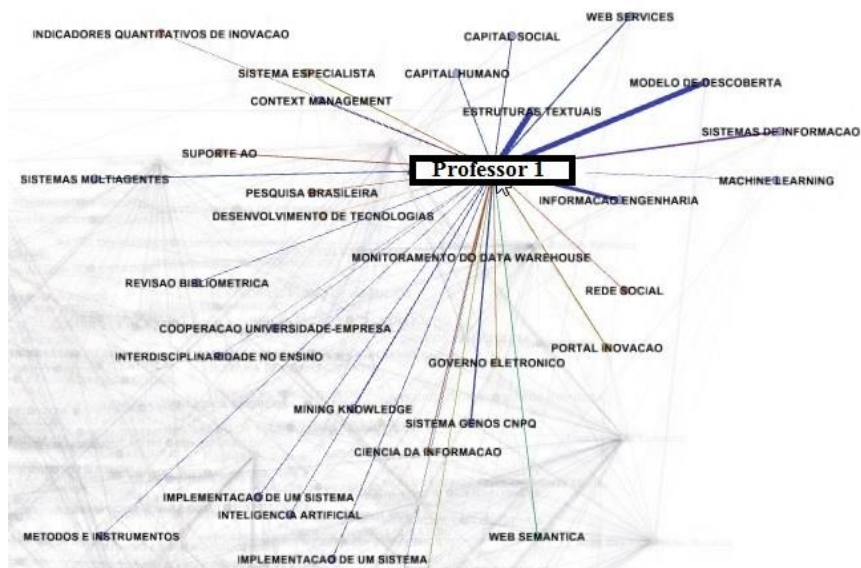 WEB SERVICES
INDICADORES QUANTITATIVOS DE INOVACAO
CAPITAL SOCIAL
SISTEMA ESPECIALISTA
CAPITAL HUMANO
MODELO DE DESCOBERTA
CONTEXT MANAGEMENT
ESTRUTURAS TEXTUAIS
SISTEMAS DE INFORMACAO
SUPORTE AO
Professor 1
SISTEMAS MULTIAGENTES
MACHINE LEARNING
PESQUISA BRASILEIRA
INFORMACAO ENGENHARIA
DESENVOLVIMENTO DE TECNOLOGIAS
MONITORAMENTO DO DATA WAREHOUSE
REVISAO BIBLIOMETRICA
REDE SOCIAL
COOPERACAO UNIVERSIDADE-EMPRESA
PORTAL INOVACAO
INTERDISCIPLINARIDADE NO ENSINO
GOVERNO ELETRONICO
MINING KNOWLEDGE
SISTEMA GENOS CNPQ
CIENCIA DA INFORMACAO
IMPLEMENTACAO DE UM SISTEMA
INTELIGENCIA ARTIFICIAL
METODOS E INSTRUMENTOS
WEB SEMANTICA
IMPLEMENTACAO DE UM SISTEMA